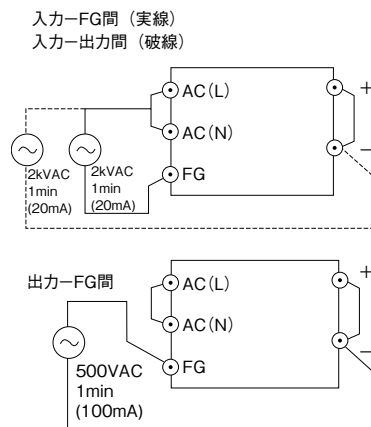 入力ーFG間（実線）
入力ー出力間（破線）
AC(L)
AC(N)
FG
+
−
2kVAC
1min
(20mA)
2kVAC
1min
(20mA)
出力ーFG間
AC(L)
AC(N)
FG
+
−
500VAC
1min
(100mA)